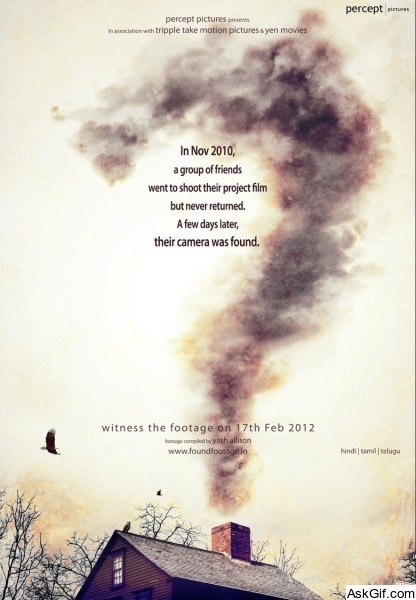 percept | pictures
percept pictures presents
in association with tripple take motion pictures & yen movies
In Nov 2010,
a group of friends
went to shoot their project film
but never returned.
A few days later,
their camera was found.
witness the footage on 17th Feb 2012
footage compiled by yash allison
www.foundfootage.in
hindi | tamil | telugu
AskGif.com